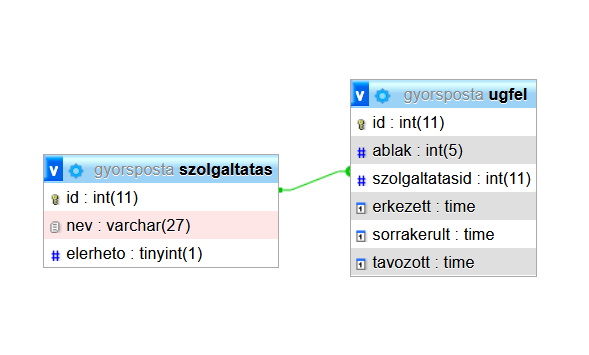 v gyorsposta szolgaltatas
id : int(11)
nev : varchar(27)
# elerheto : tinyint(1)
v gyorsposta ugfel
id : int(11)
# ablak : int(5)
# szolgaltatasid : int(11)
erkezett : time
sorrakerult : time
tavozott : time